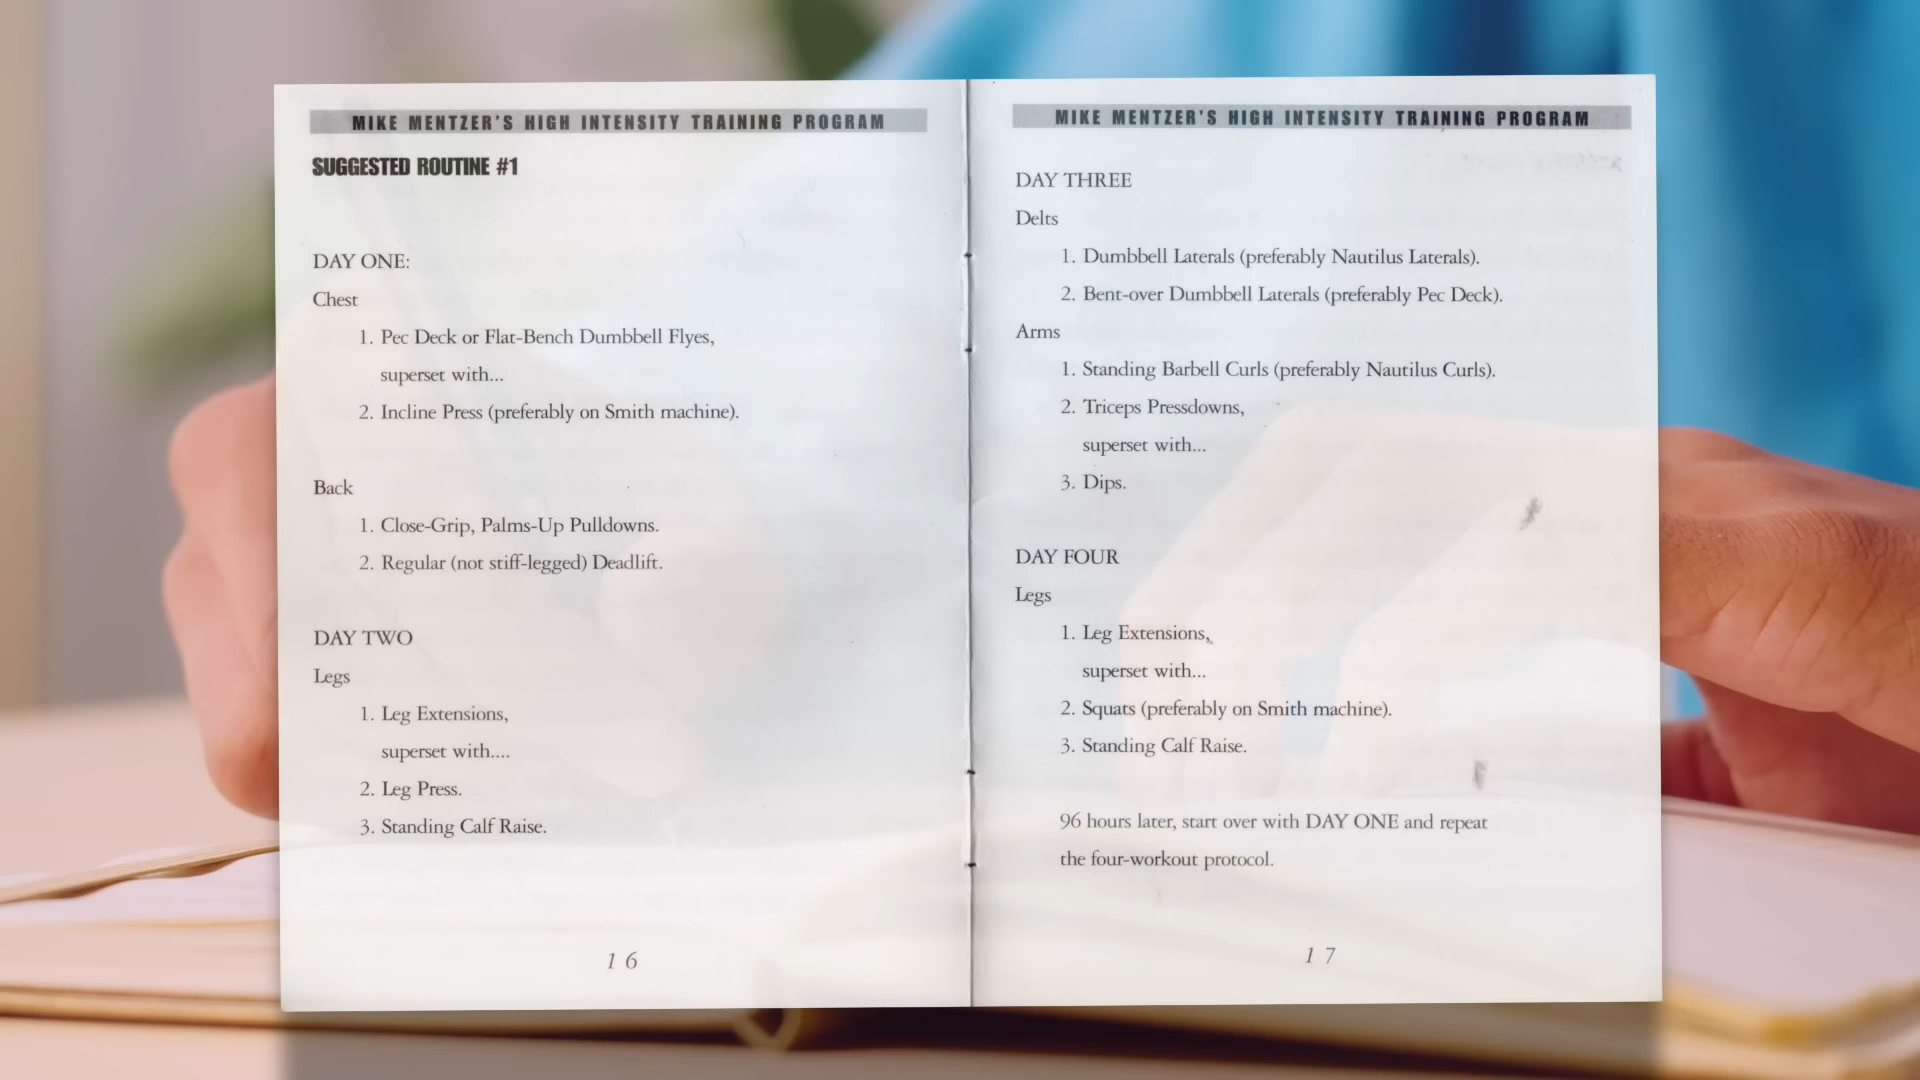 MIKE MENTZER'S HIGH INTENSITY TRAINING PROGRAM
SUGGESTED ROUTINE #1
DAY ONE:
Chest
1. Pec Deck or Flat-Bench Dumbbell Flyes,
superset with...
2. Incline Press (preferably on Smith machine).
Back
1. Close-Grip, Palms-Up Pulldowns.
2. Regular (not stiff-legged) Deadlift.
DAY TWO
Legs
1. Leg Extensions,
superset with....
2. Leg Press.
3. Standing Calf Raise.
16
MIKE MENTZER'S HIGH INTENSITY TRAINING PROGRAM
DAY THREE
Delts
1. Dumbbell Laterals (preferably Nautilus Laterals).
2. Bent-over Dumbbell Laterals (preferably Pec Deck).
Arms
1. Standing Barbell Curls (preferably Nautilus Curls).
2. Triceps Pressdowns,
superset with...
3. Dips.
DAY FOUR
Legs
1. Leg Extensions,
superset with...
2. Squats (preferably on Smith machine).
3. Standing Calf Raise.
96 hours later, start over with DAY ONE and repeat
the four-workout protocol.
17